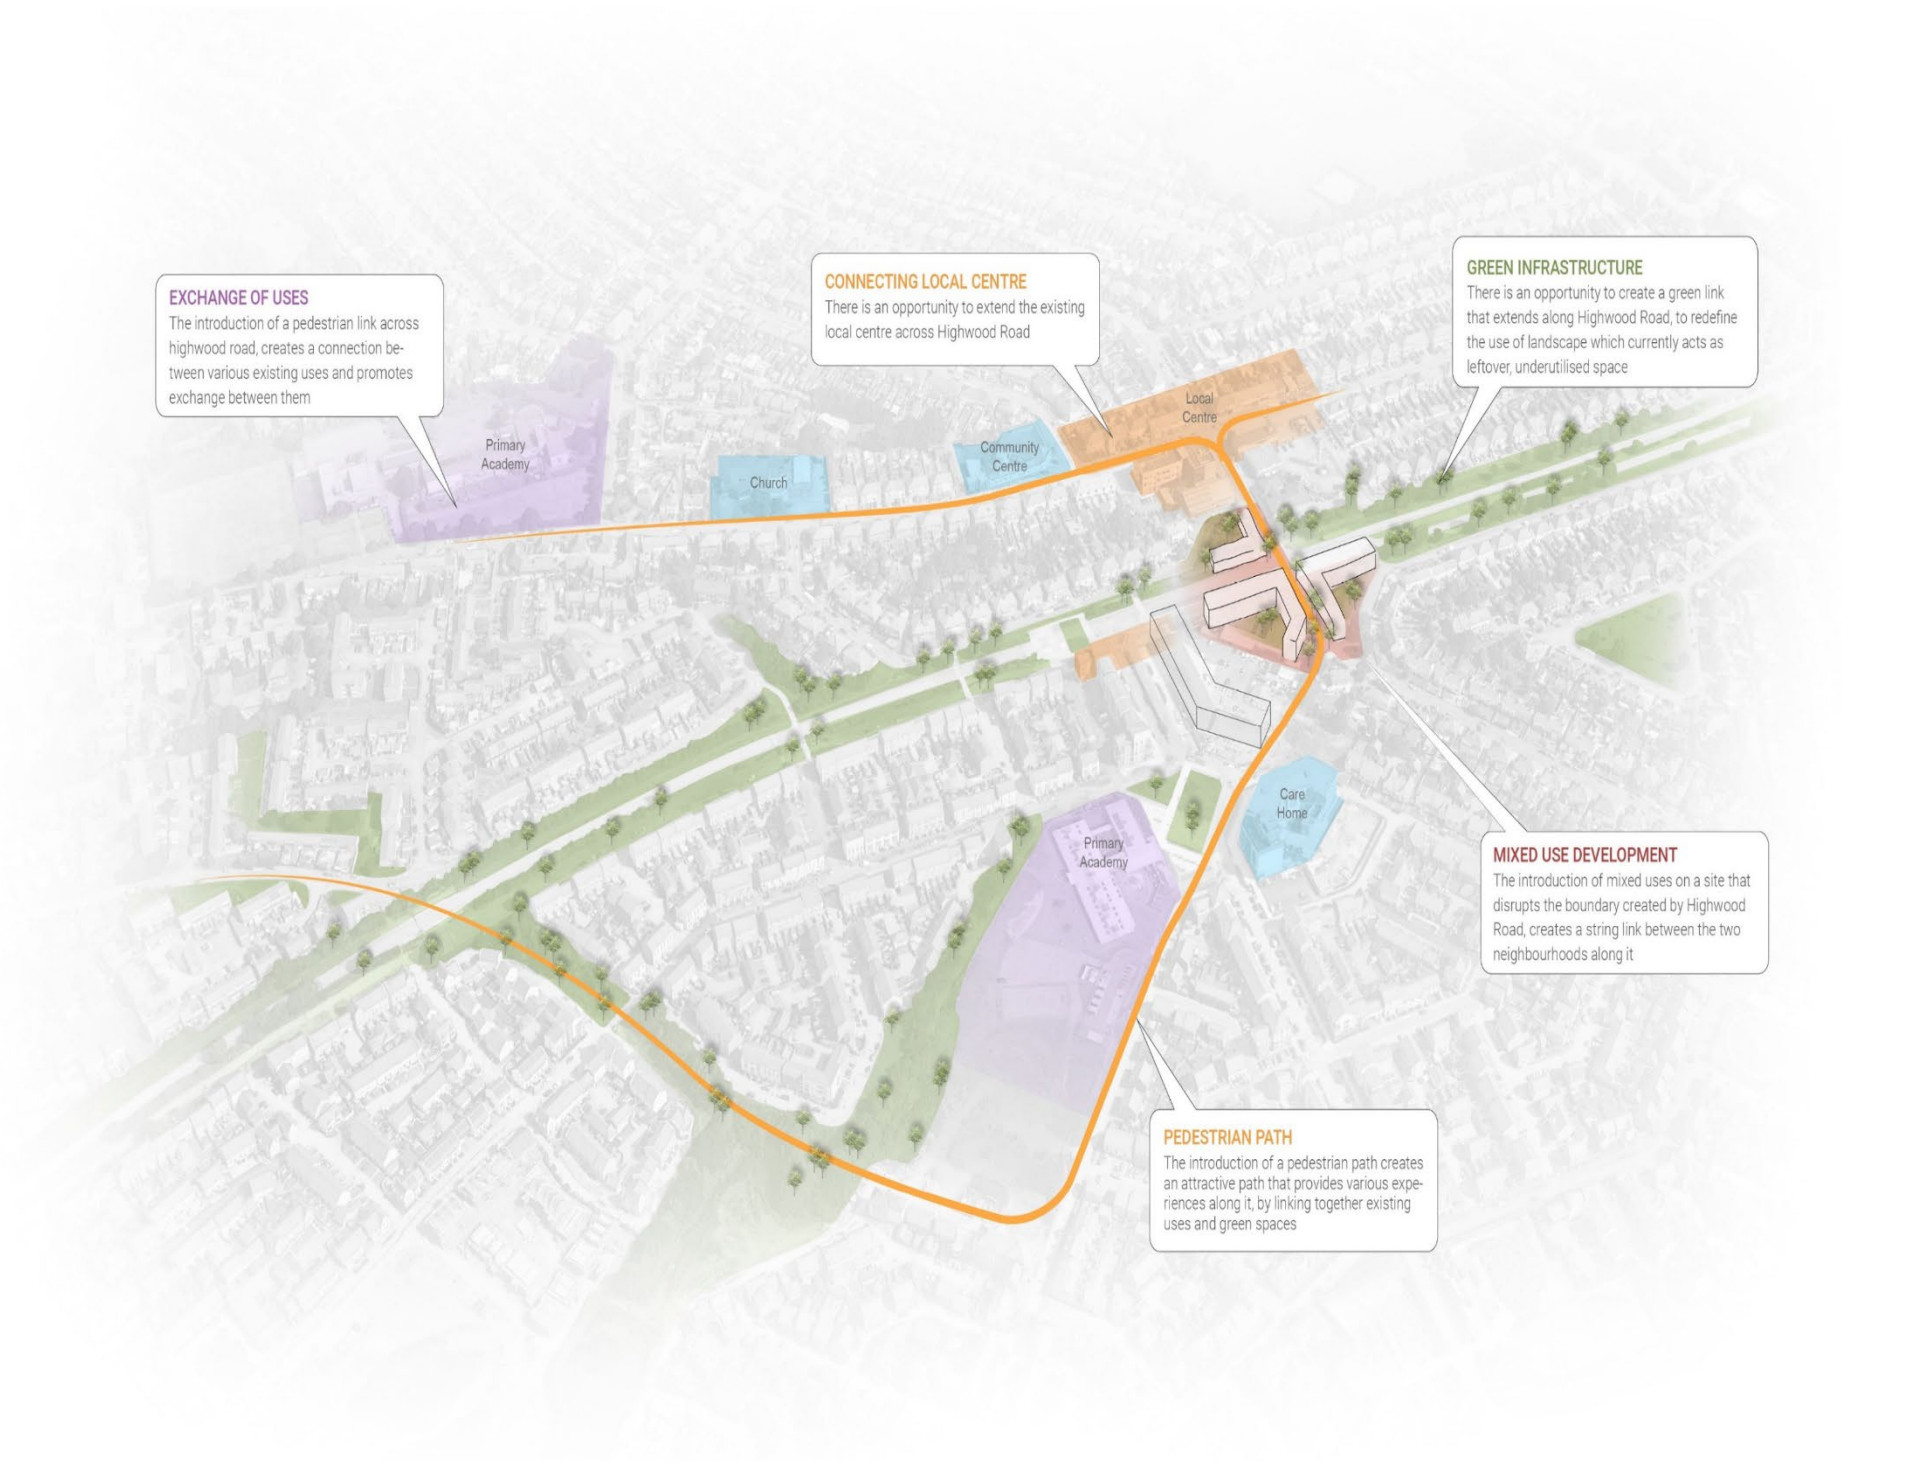 EXCHANGE OF USES
The introduction of a pedestrian link across
highwood road, creates a connection be-
tween various existing uses and promotes
exchange between them
CONNECTING LOCAL CENTRE
There is an opportunity to extend the existing
local centre across Highwood Road
GREEN INFRASTRUCTURE
There is an opportunity to create a green link
that extends along Highwood Road, to redefine
the use of landscape which currently acts as
leftover, underutilised space
Primary
Academy
Church
Community
Centre
Local
Centre
Care
Home
Primary
Academy
MIXED USE DEVELOPMENT
The introduction of mixed uses on a site that
disrupts the boundary created by Highwood
Road, creates a string link between the two
neighbourhoods along it
PEDESTRIAN PATH
The introduction of a pedestrian path creates
an attractive path that provides various expe-
riences along it, by linking together existing
uses and green spaces